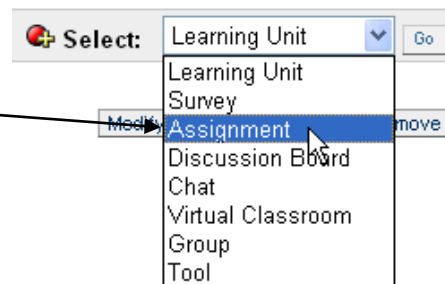 Select: Learning Unit Go
Learning Unit
Survey
Assignment
Discussion Board
Chat
Virtual Classroom
Group
Tool